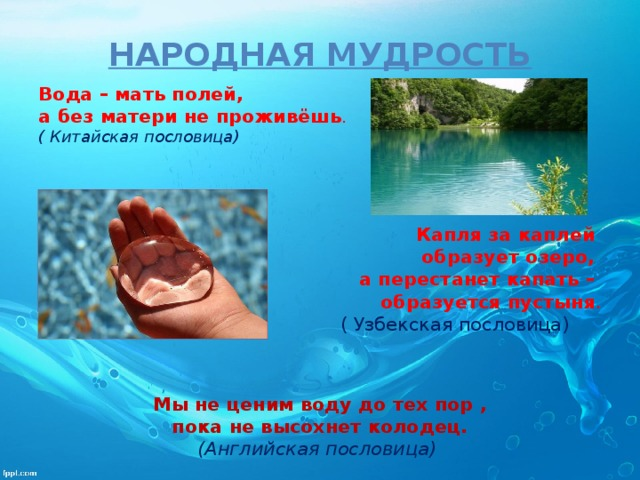 НАРОДНАЯ МУДРОСТЬ
Вода – мать полей,
а без матери не проживёшь.
( Китайская пословица)
Капля за каплей
образует озеро,
а перестанет капать –
образуется пустыня
( Узбекская пословица)
Мы не ценим воду до тех пор ,
пока не высохнет колодец.
(Английская пословица)
fppt.com